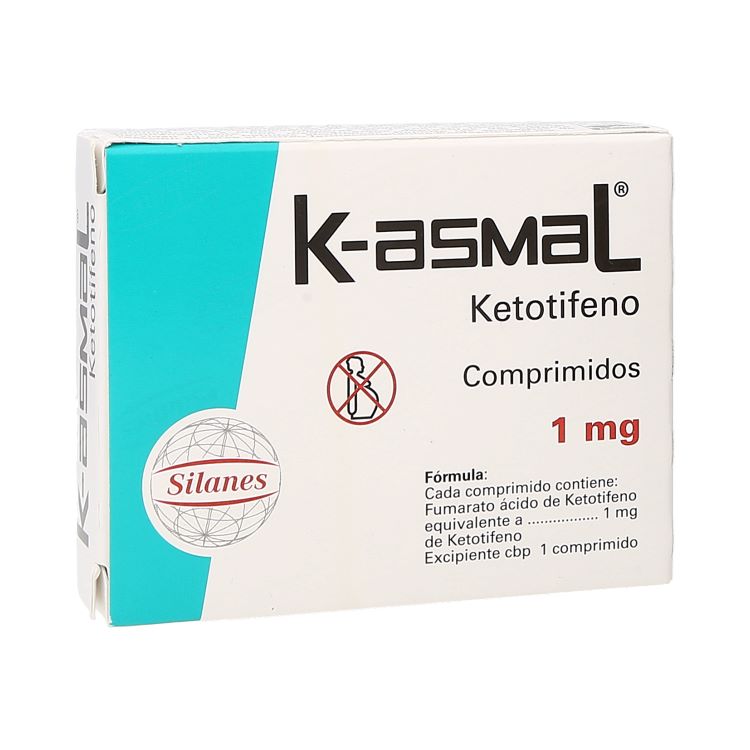 K-asmaL®
Ketotifeno
Comprimidos
1 mg
Fórmula:
Cada comprimido contiene:
Fumarato ácido de Ketotifeno
equivalente a ................. 1 mg
de Ketotifeno
Excipiente cbp 1 comprimido
Silanes
K-asmaL®
Ketotifeno